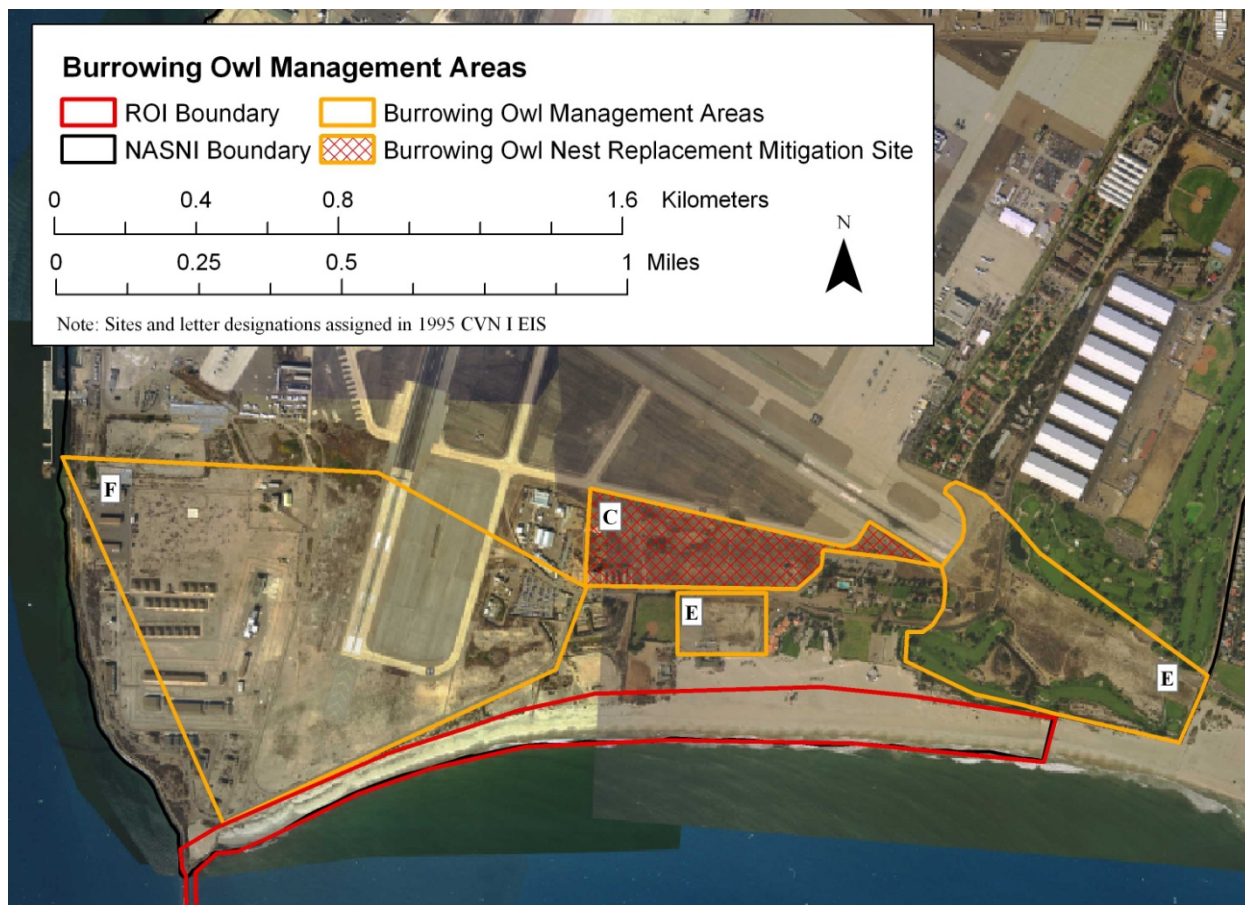 Burrowing Owl Management Areas
ROI Boundary
Burrowing Owl Management Areas
NASNI Boundary
Burrowing Owl Nest Replacement Mitigation Site
0 0.4 0.8 1.6 Kilometers
0 0.25 0.5 1 Miles
N
Note: Sites and letter designations assigned in 1995 CVN I EIS
F
C
E
E